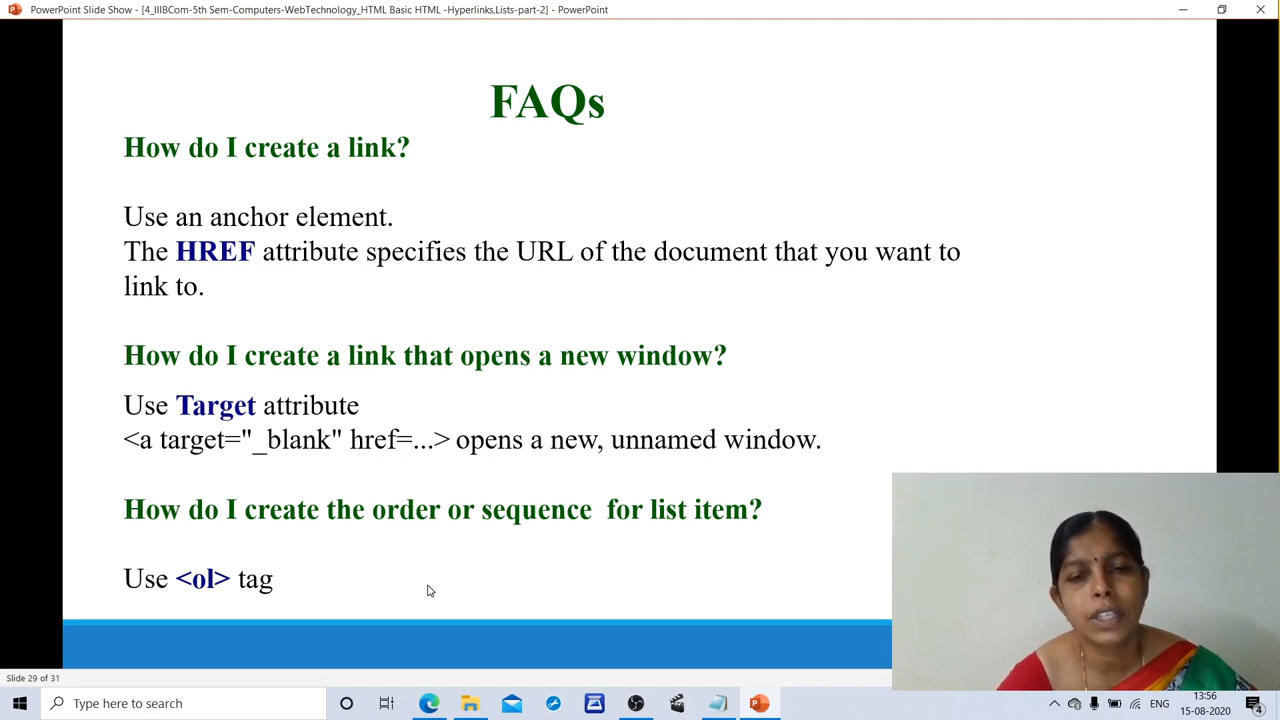 PowerPoint Slide Show - [4_IIIBCom-5th Sem-Computers-WebTechnology_HTML Basic HTML -Hyperlinks,Lists-part-2] - PowerPoint
FAQs
How do I create a link?
Use an anchor element.
The HREF attribute specifies the URL of the document that you want to
link to.
How do I create a link that opens a new window?
Use Target attribute
<a target="_blank" href=...> opens a new, unnamed window.
How do I create the order or sequence  for list item?
Use <ol> tag
Slide 29 of 31
Type here to search
ENG
13:56
15-08-2020
4